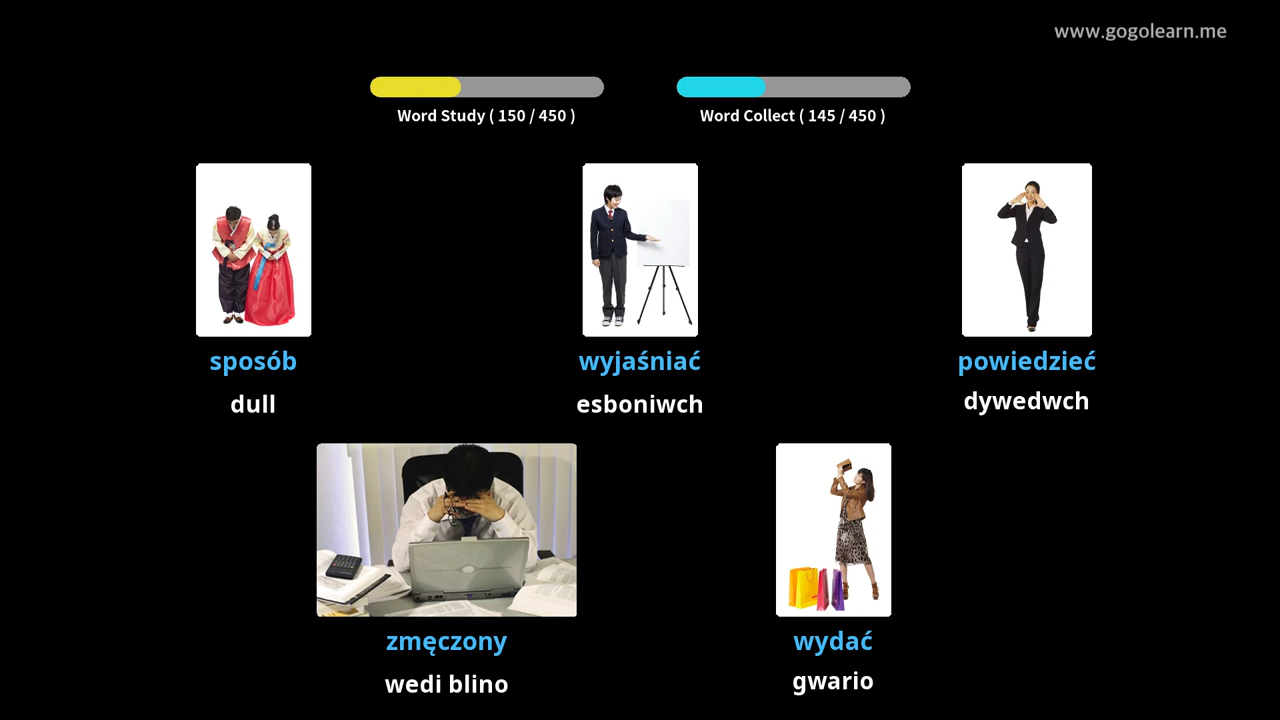 www.gogolearn.me
Word Study ( 150 / 450 )
Word Collect ( 145 / 450 )
sposób
dull
wyjaśniać
esboniwch
powiedzieć
dywedwch
zmęczony
wedi blino
wydać
gwario